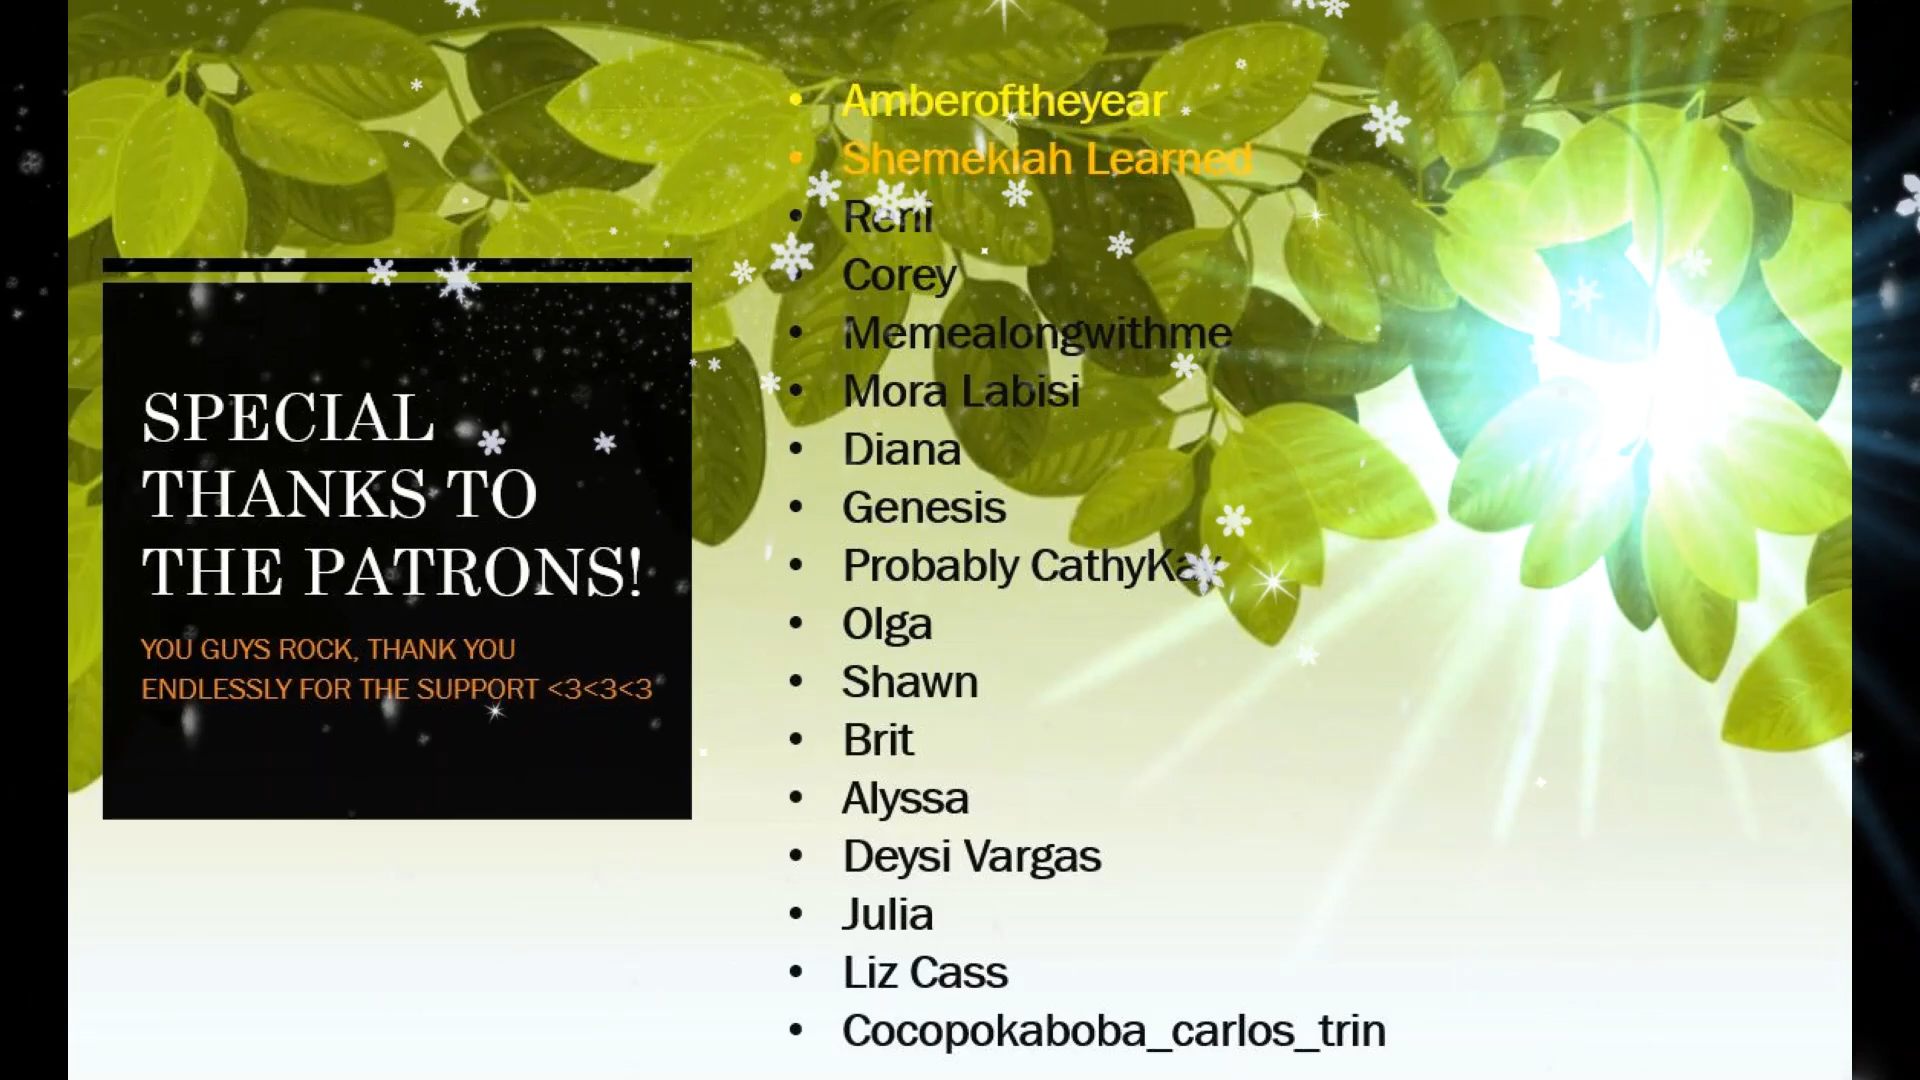 SPECIAL
THANKS TO
THE PATRONS!
YOU GUYS ROCK, THANK YOU
ENDLESSLY FOR THE SUPPORT <3<3<3
• Amberoftheyear
• Shemekiah Learned
• Corey
• Memealongwithme
• Mora Labisi
• Diana
• Genesis
• Probably CathyKay
• Olga
• Shawn
• Brit
• Alyssa
• Deysi Vargas
• Julia
• Liz Cass
• Cocopokaboba_carlos_trin